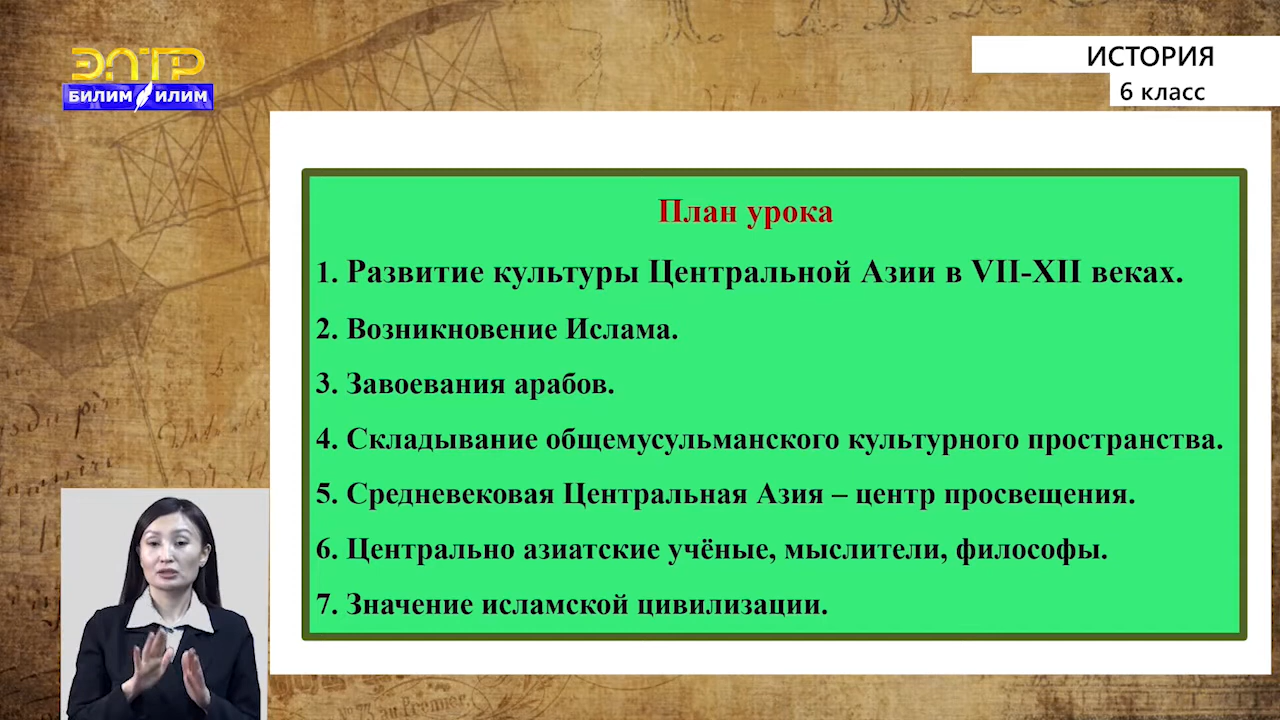 ЭЛТР
БИЛИМ ИЛИМ
ИСТОРИЯ
6 класс
План урока
1. Развитие культуры Центральной Азии в VII-XII веках.
2. Возникновение Ислама.
3. Завоевания арабов.
4. Складывание общемусульманского культурного пространства.
5. Средневековая Центральная Азия – центр просвещения.
6. Центрально азиатские учёные, мыслители, философы.
7. Значение исламской цивилизации.